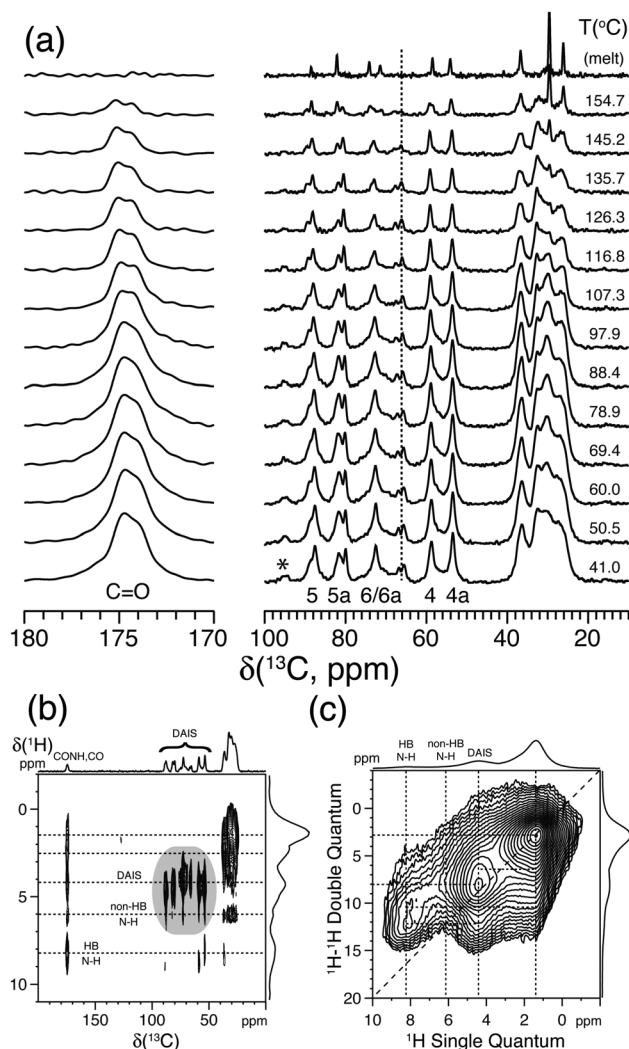 (a)
T(°C)
(melt)
154.7
145.2
135.7
126.3
116.8
107.3
97.9
88.4
78.9
69.4
60.0
50.5
41.0
*
C=O
5 5a 6/6a 4 4a
180 175 170 100 80 60 40 20
δ(¹³C, ppm)
(b)
δ(¹H)
ppm
CONH,CO
DAIS
0
DAIS
5
non-HB
N-H
HB
N-H
10
150 100 50 ppm
δ(¹³C)
(c)
ppm
HB
N-H
non-HB
N-H
DAIS
0
5
10
15
20
¹H-¹H Double Quantum
10 8 6 4 2 ppm 0
¹H Single Quantum